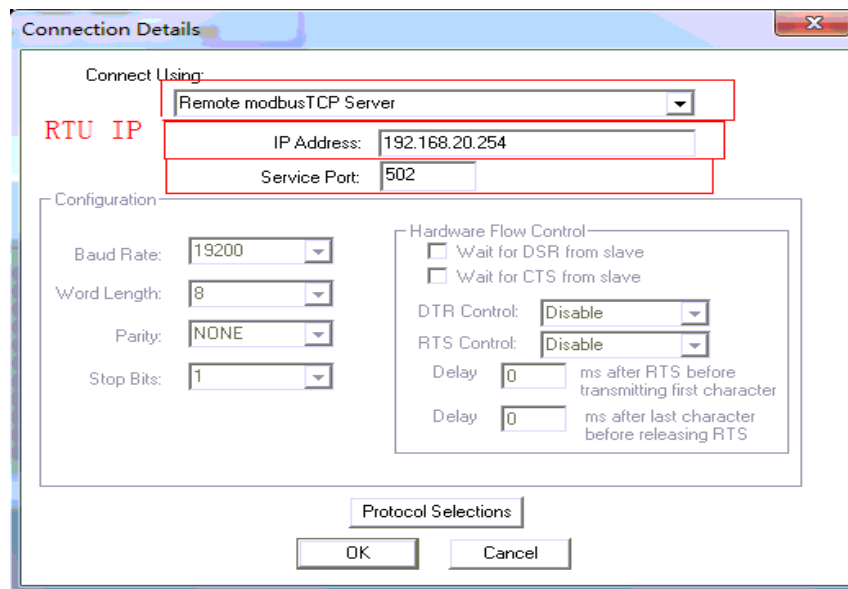 Connection Details
x
Connect Using:
Remote modbusTCP Server
RTU IP
IP Address: 192.168.20.254
Service Port: 502
Configuration
Baud Rate: 19200
Word Length: 8
Parity: NONE
Stop Bits: 1
Hardware Flow Control
Wait for DSR from slave
Wait for CTS from slave
DTR Control: Disable
RTS Control: Disable
Delay 0 ms after RTS before
transmitting first character
Delay 0 ms after last character
before releasing RTS
Protocol Selections
OK Cancel